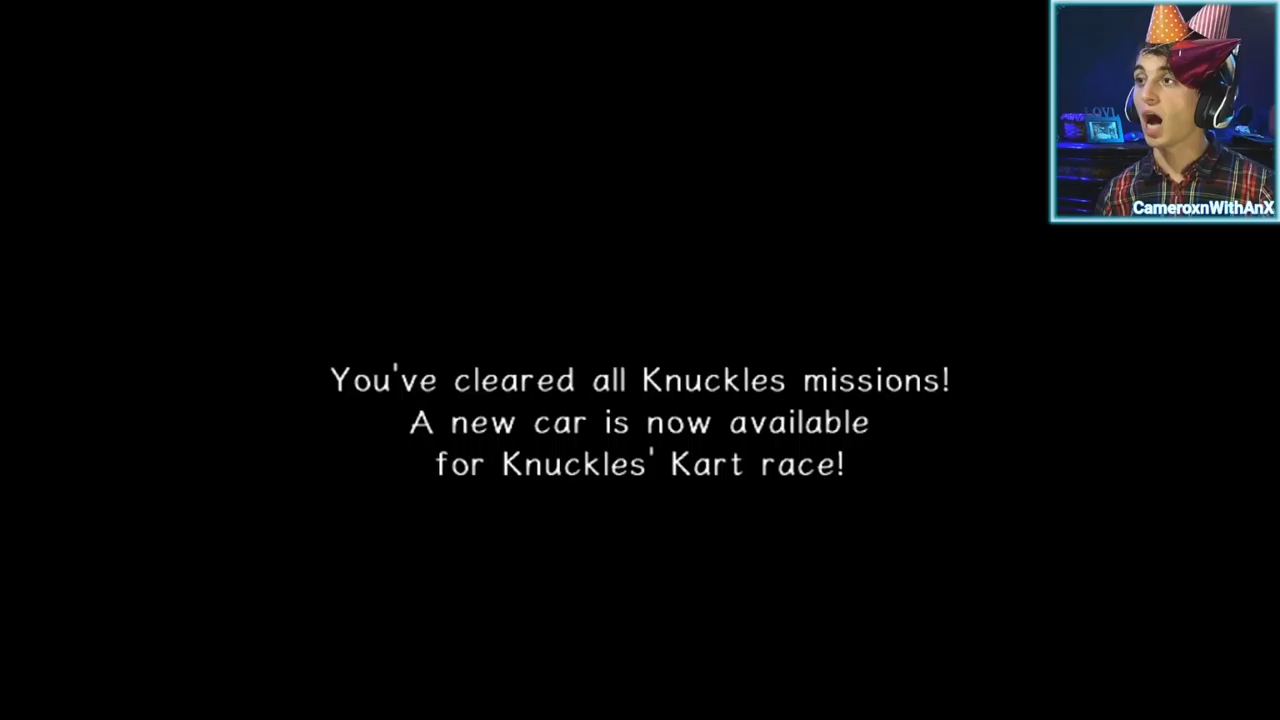 CameroxnWithAnX
You've cleared all Knuckles missions!
A new car is now available
for Knuckles' Kart race!